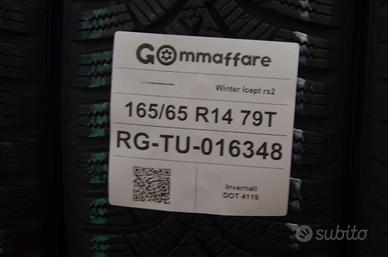 GOmmaffare
Winter Icept rs2
165/65 R14 79T
RG-TU-016348
Invernali
DOT 4119
subito